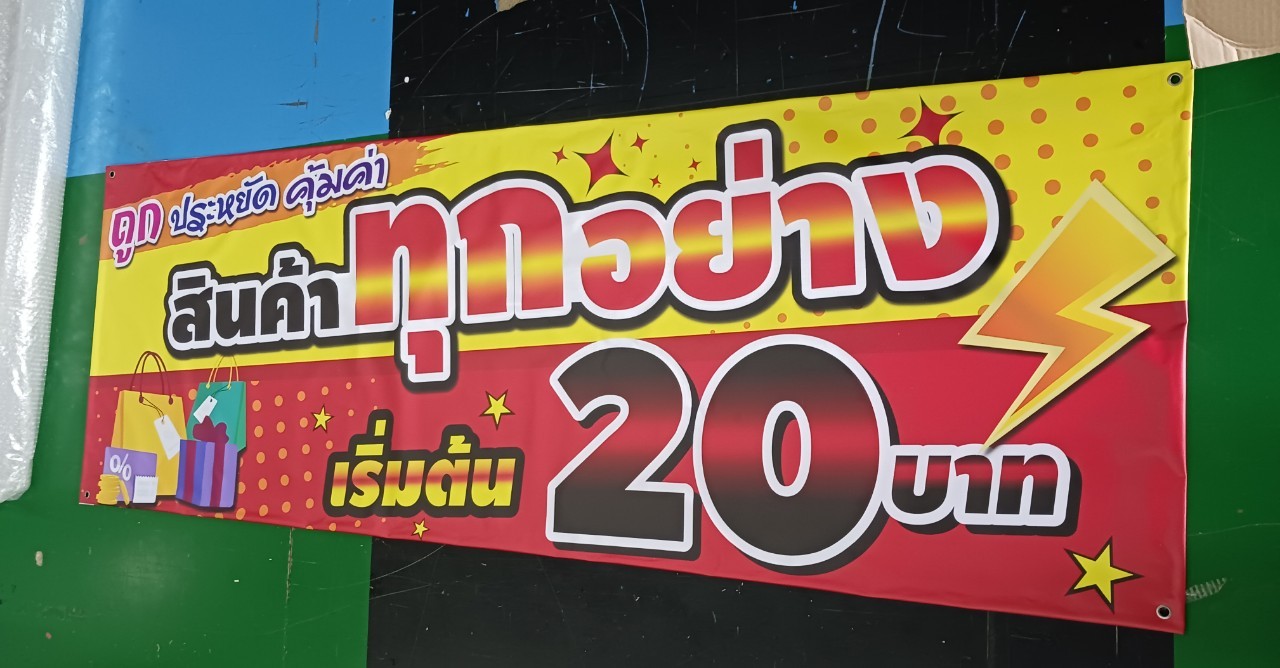 ถูก ประหยัด คุ้มค่า
สินค้าทุกอย่าง
เริ่มต้น 20 บาท
%